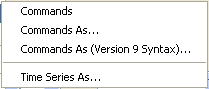 Commands
Commands As...
Commands As (Version 9 Syntax)...
Time Series As...